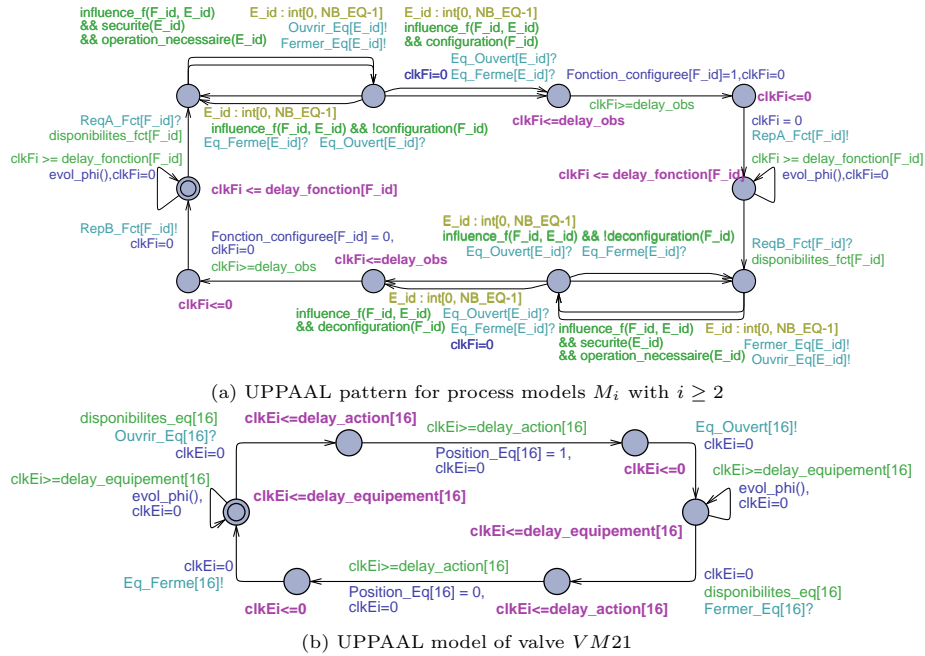 influence_f(F_id, E_id)
&& securite(E_id)
&& operation_necessaire(E_id)
E_id : int[0, NB_EQ-1]
Ouvrir_Eq[E_id]!
Fermer_Eq[E_id]!
E_id : int[0, NB_EQ-1]
influence_f(F_id, E_id)
&& configuration(F_id)
Eq_Ouvert[E_id]?
clkFi=0 Eq_Ferme[E_id]?
Fonction_configuree[F_id]=1,clkFi=0
clkFi<=0
clkFi>=delay_obs
clkFi<=delay_obs
E_id : int[0, NB_EQ-1]
influence_f(F_id, E_id) && !configuration(F_id)
Eq_Ferme[E_id]? Eq_Ouvert[E_id]?
ReqA_Fct[F_id]?
disponibilites_fct[F_id]
clkFi = 0
RepA_Fct[F_id]!
clkFi >= delay_fonction[F_id]
evol_phi(),clkFi=0
clkFi <= delay_fonction[F_id]
clkFi >= delay_fonction[F_id]
evol_phi(),clkFi=0
clkFi <= delay_fonction[F_id]
RepB_Fct[F_id]!
clkFi=0
Fonction_configuree[F_id] = 0,
clkFi=0
clkFi>=delay_obs
clkFi<=delay_obs
clkFi<=0
E_id : int[0, NB_EQ-1]
influence_f(F_id, E_id) && !deconfiguration(F_id)
Eq_Ouvert[E_id]? Eq_Ferme[E_id]?
ReqB_Fct[F_id]?
disponibilites_fct[F_id]
E_id : int[0, NB_EQ-1]
influence_f(F_id, E_id)
&& deconfiguration(F_id)
Eq_Ouvert[E_id]?
Eq_Ferme[E_id]?
clkFi=0
influence_f(F_id, E_id)
&& securite(E_id)
&& operation_necessaire(E_id)
E_id : int[0, NB_EQ-1]
Fermer_Eq[E_id]!
Ouvrir_Eq[E_id]!
(a) UPPAAL pattern for process models M_i with i ≥ 2
disponibilites_eq[16]
Ouvrir_Eq[16]?
clkEi=0
clkEi<=delay_action[16]
clkEi>=delay_action[16]
Position_Eq[16] = 1,
clkEi=0
clkEi<=0
Eq_Ouvert[16]!
clkEi=0
clkEi>=delay_equipement[16]
evol_phi(),
clkEi=0
clkEi<=delay_equipement[16]
clkEi>=delay_equipement[16]
evol_phi(),
clkEi=0
clkEi<=delay_equipement[16]
clkEi=0
Eq_Ferme[16]!
clkEi<=0
clkEi>=delay_action[16]
Position_Eq[16] = 0,
clkEi=0
clkEi<=delay_action[16]
clkEi=0
disponibilites_eq[16]
Fermer_Eq[16]?
(b) UPPAAL model of valve VM21